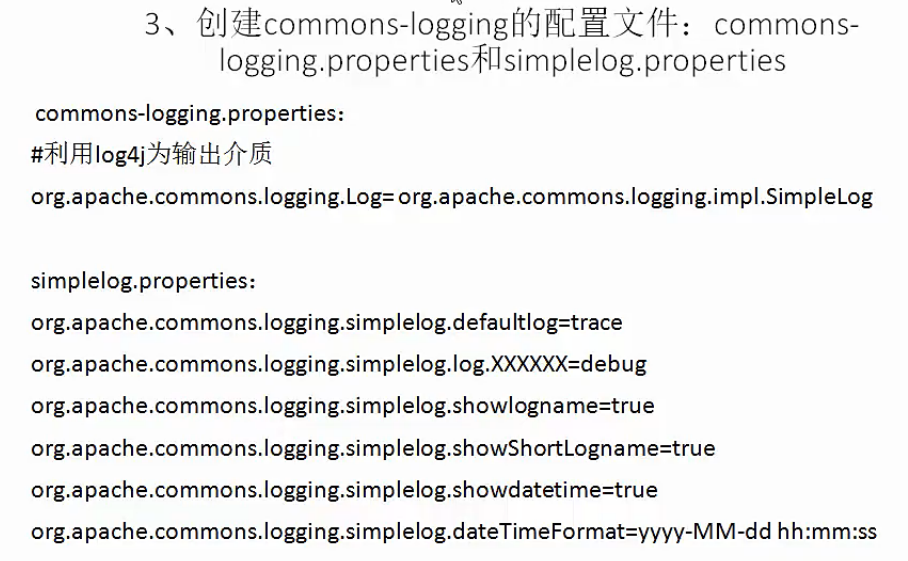 3、创建commons-logging的配置文件：commons-
logging.properties和simplelog.properties
commons-logging.properties：
#利用log4j为输出介质
org.apache.commons.logging.Log= org.apache.commons.logging.impl.SimpleLog
simplelog.properties：
org.apache.commons.logging.simplelog.defaultlog=trace
org.apache.commons.logging.simplelog.log.XXXXXX=debug
org.apache.commons.logging.simplelog.showlogname=true
org.apache.commons.logging.simplelog.showShortLogname=true
org.apache.commons.logging.simplelog.showdatetime=true
org.apache.commons.logging.simplelog.dateTimeFormat=yyyy-MM-dd hh:mm:ss